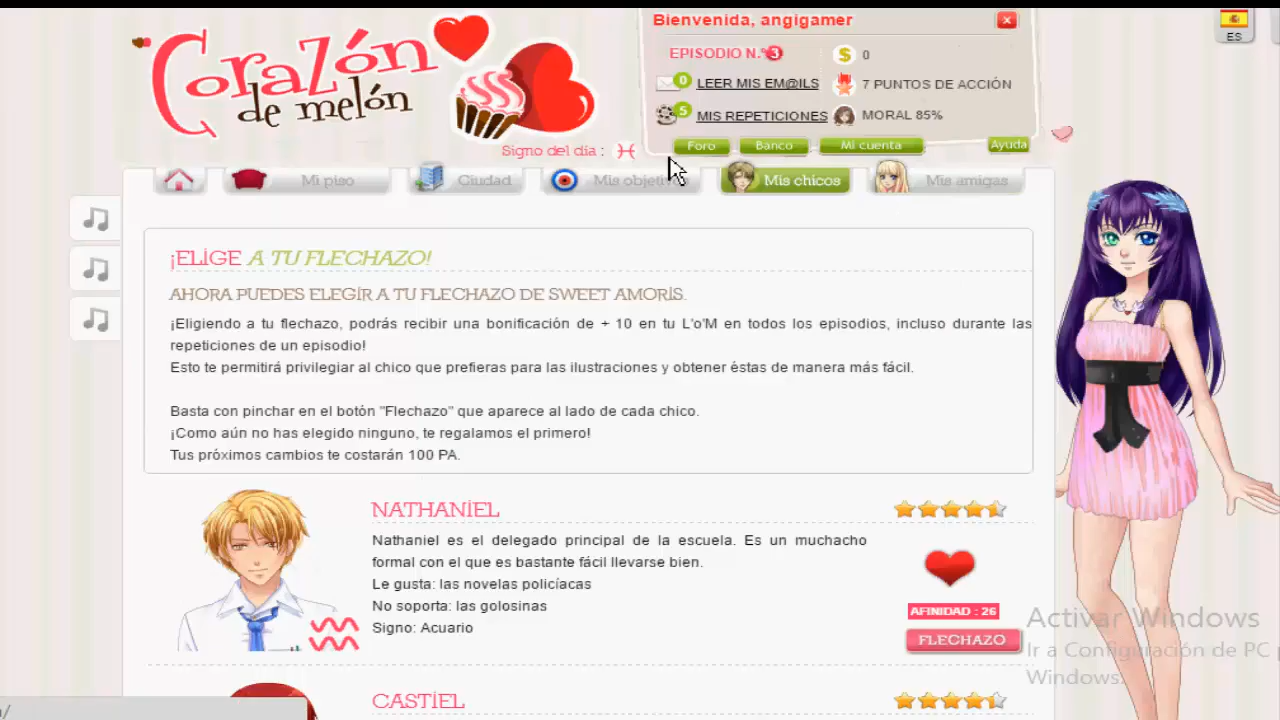 Corazón
de melón
Bienvenida, angigamer
EPISODIO N.º 3
$ 0
0 LEER MIS EM@ILS
7 PUNTOS DE ACCIÓN
5 MIS REPETICIONES
MORAL 85%
Foro
Banco
Mi cuenta
Ayuda
ES
Signo del día :
Mi piso
Ciudad
Mis objetivos
Mis chicos
Mis amigas
¡ELIGE A TU FLECHAZO!
AHORA PUEDES ELEGIR A TU FLECHAZO DE SWEET AMORIS.
¡Eligiendo a tu flechazo, podrás recibir una bonificación de + 10 en tu L'o'M en todos los episodios, incluso durante las
repeticiones de un episodio!
Esto te permitirá privilegiar al chico que prefieras para las ilustraciones y obtener éstas de manera más fácil.
Basta con pinchar en el botón "Flechazo" que aparece al lado de cada chico.
¡Como aún no has elegido ninguno, te regalamos el primero!
Tus próximos cambios te costarán 100 PA.
NATHANIEL
Nathaniel es el delegado principal de la escuela. Es un muchacho
formal con el que es bastante fácil llevarse bien.
Le gusta: las novelas policíacas
No soporta: las golosinas
Signo: Acuario
AFINIDAD : 26
FLECHAZO
Activar Windows
Ir a Configuración de PC p
Windows.
CASTIEL